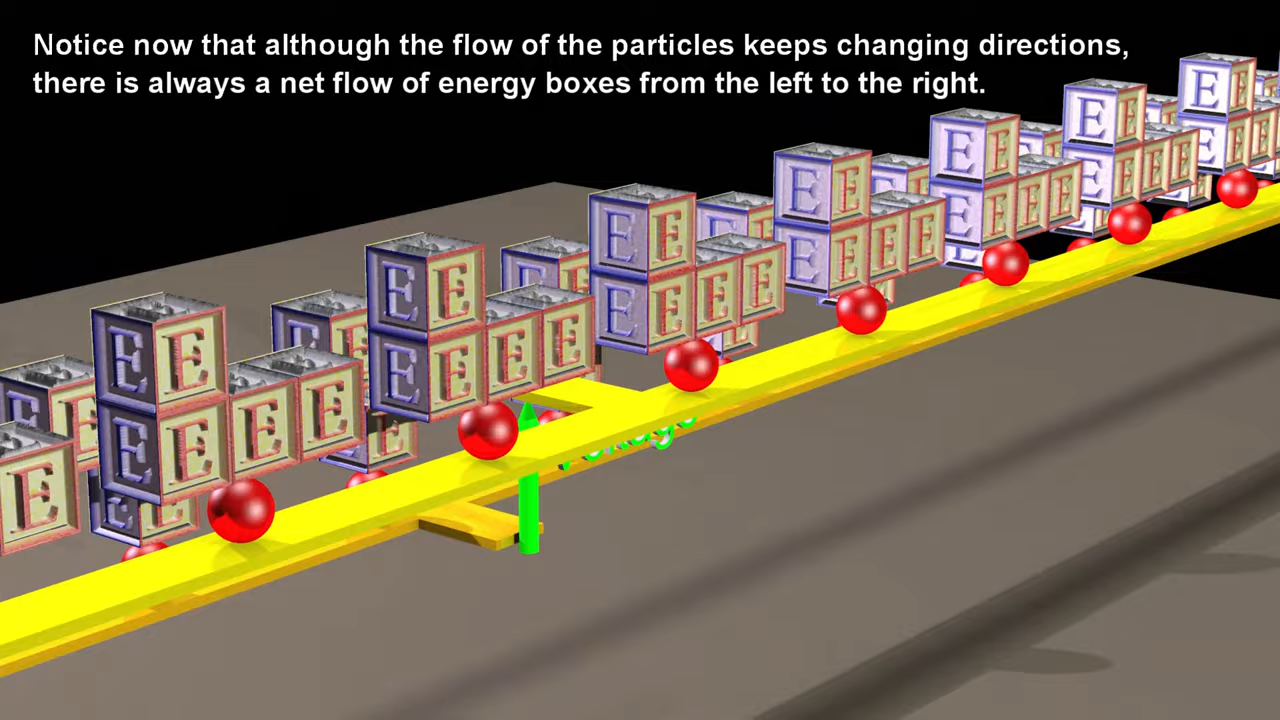 Notice now that although the flow of the particles keeps changing directions,
there is always a net flow of energy boxes from the left to the right.
E E E E E E E E E E E E E E E E E E E E E E E E E E E E E E